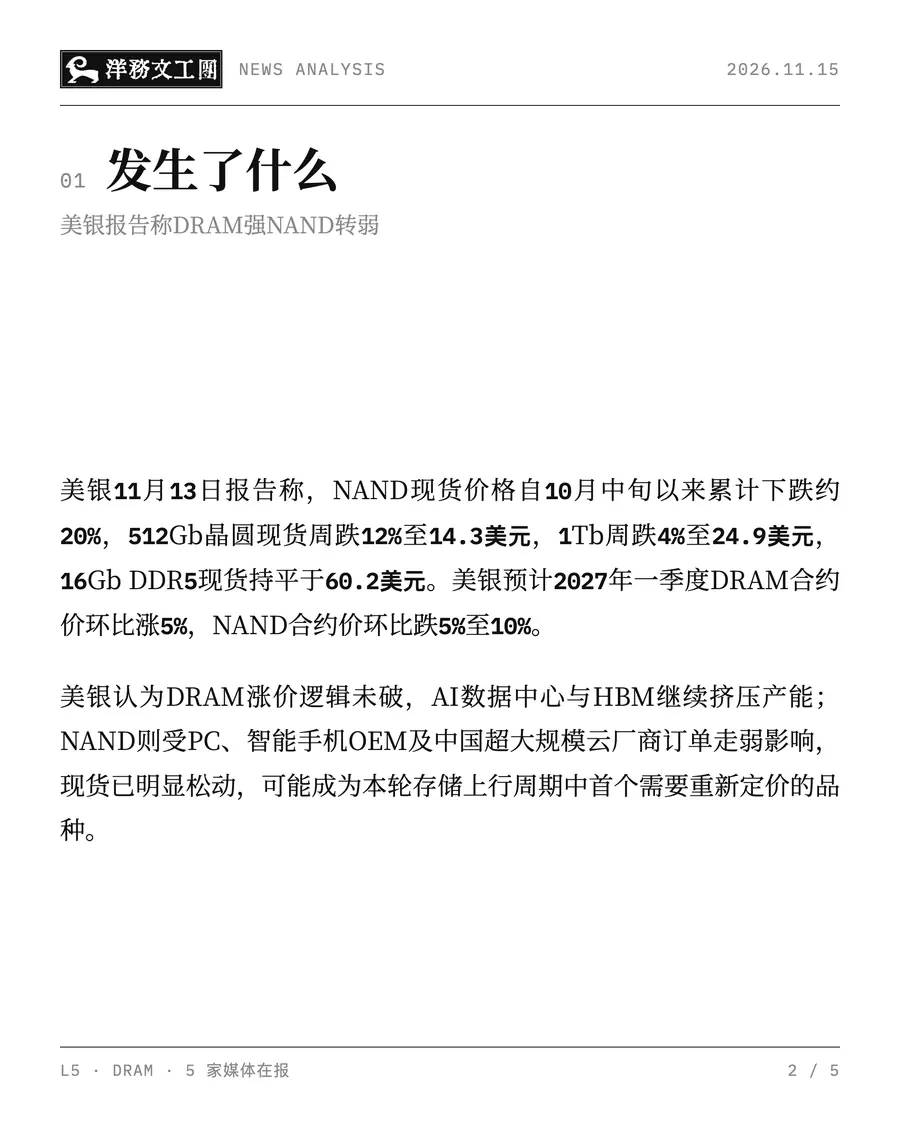 洋務文工團 NEWS ANALYSIS 2026.11.15
01 发生了什么
美银报告称DRAM强NAND转弱
美银11月13日报告称，NAND现货价格自10月中旬以来累计下跌约
20%，512Gb晶圆现货周跌12%至14.3美元，1Tb周跌4%至24.9美元，
16Gb DDR5现货持平于60.2美元。美银预计2027年一季度DRAM合约
价环比涨5%，NAND合约价环比跌5%至10%。
美银认为DRAM涨价逻辑未破，AI数据中心与HBM继续挤压产能；
NAND则受PC、智能手机OEM及中国超大规模云厂商订单走弱影响，
现货已明显松动，可能成为本轮存储上行周期中首个需要重新定价的品
种。
L5 · DRAM · 5 家媒体在报 2 / 5